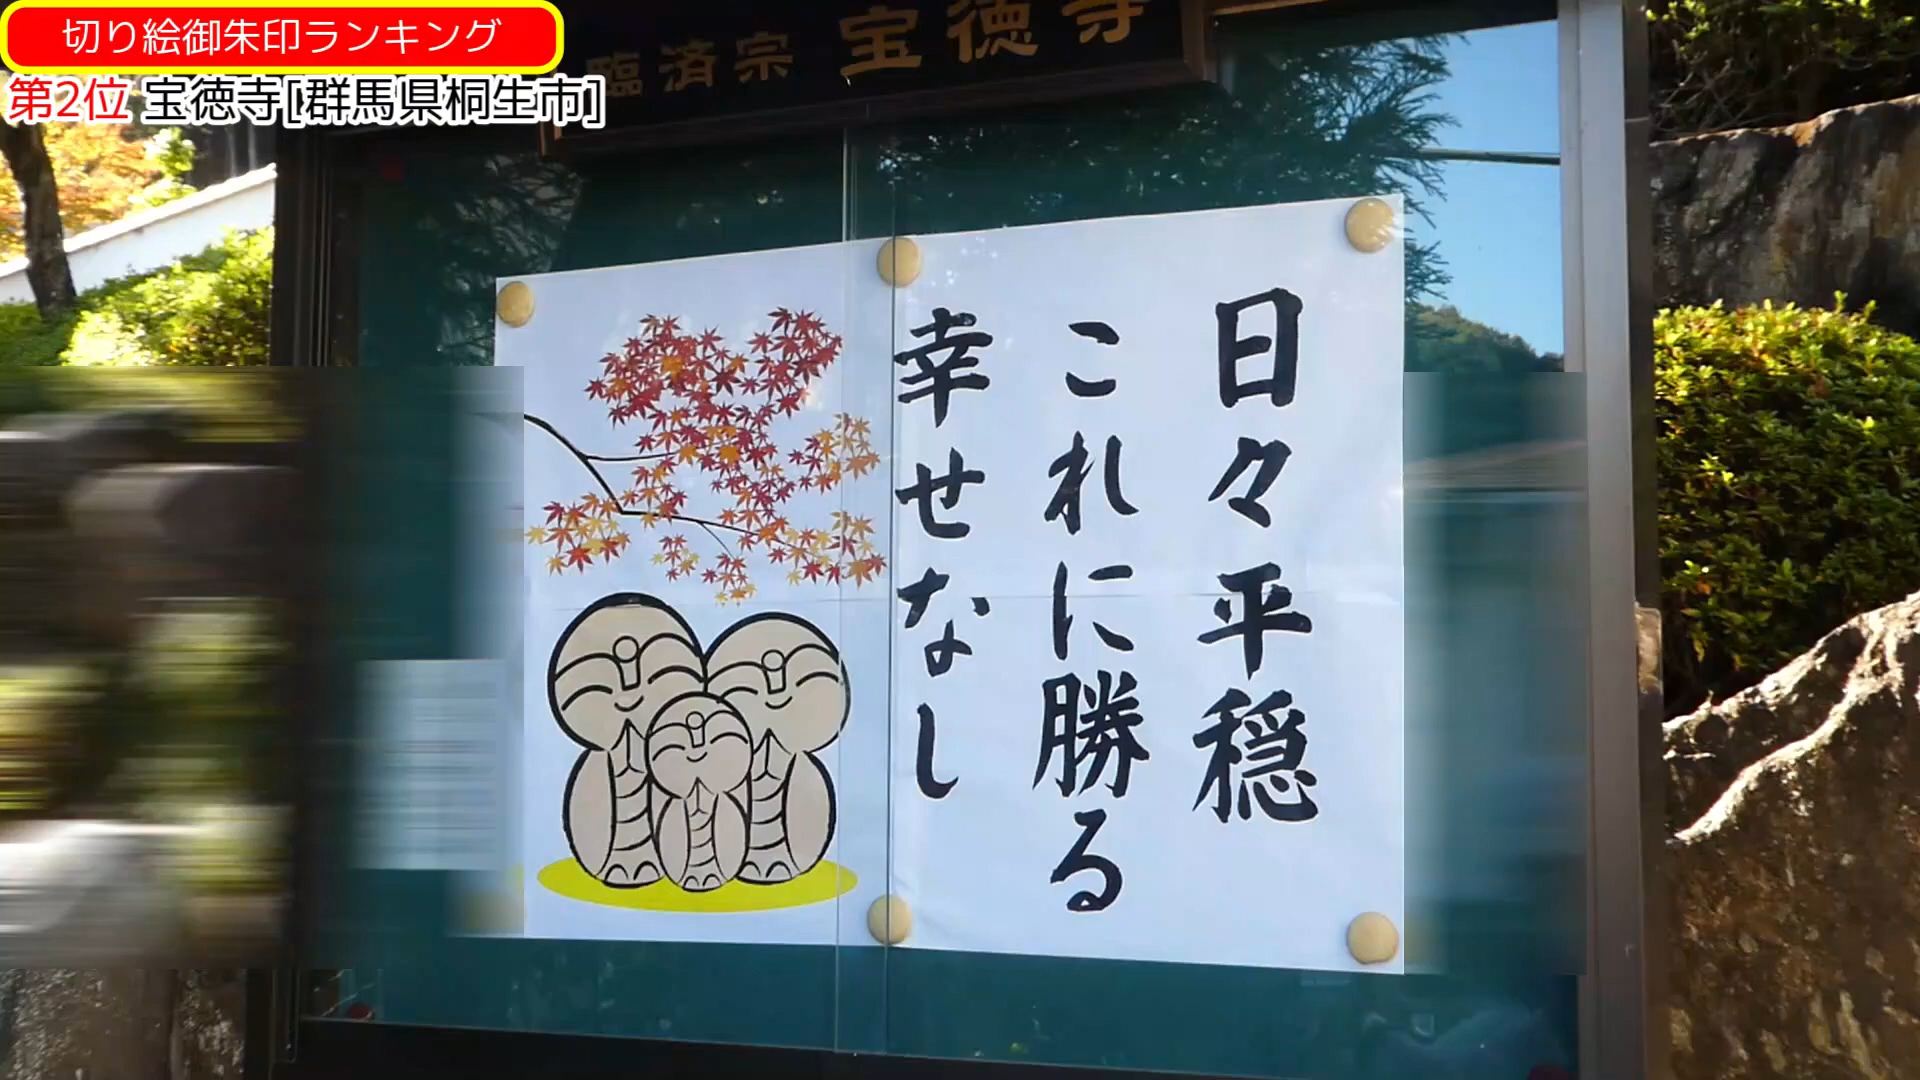 切り絵御朱印ランキング
第2位 宝徳寺[群馬県桐生市]
臨済宗 宝徳寺
日々平穏
これに勝る
幸せなし